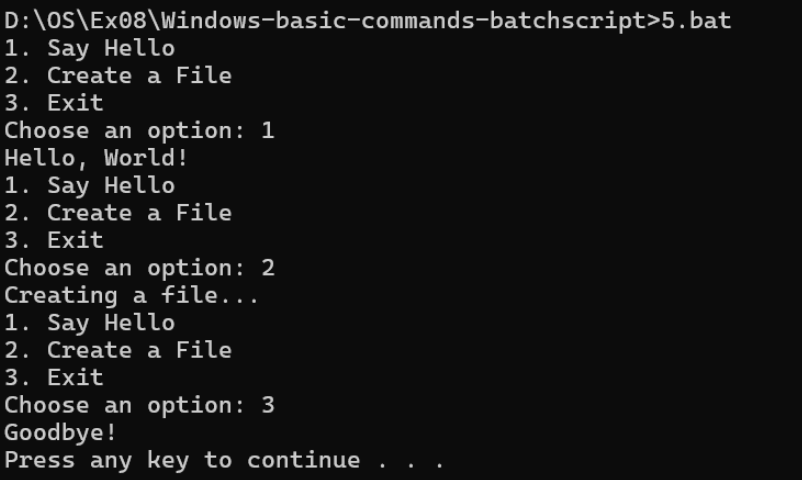 D:\OS\Ex08\Windows-basic-commands-batchscript>5.bat
1. Say Hello
2. Create a File
3. Exit
Choose an option: 1
Hello, World!
1. Say Hello
2. Create a File
3. Exit
Choose an option: 2
Creating a file...
1. Say Hello
2. Create a File
3. Exit
Choose an option: 3
Goodbye!
Press any key to continue . . .